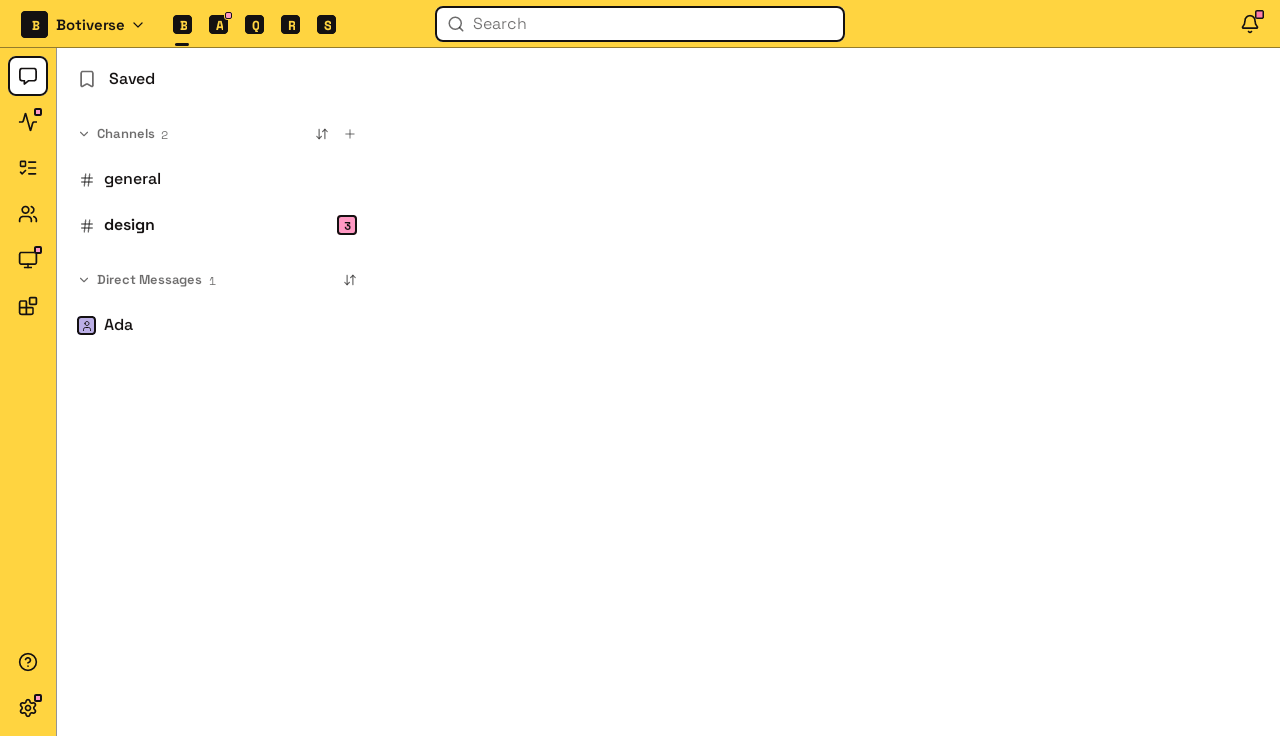 B Botiverse B A Q R S Search
Saved
Channels 2
# general
# design 3
Direct Messages 1
Ada